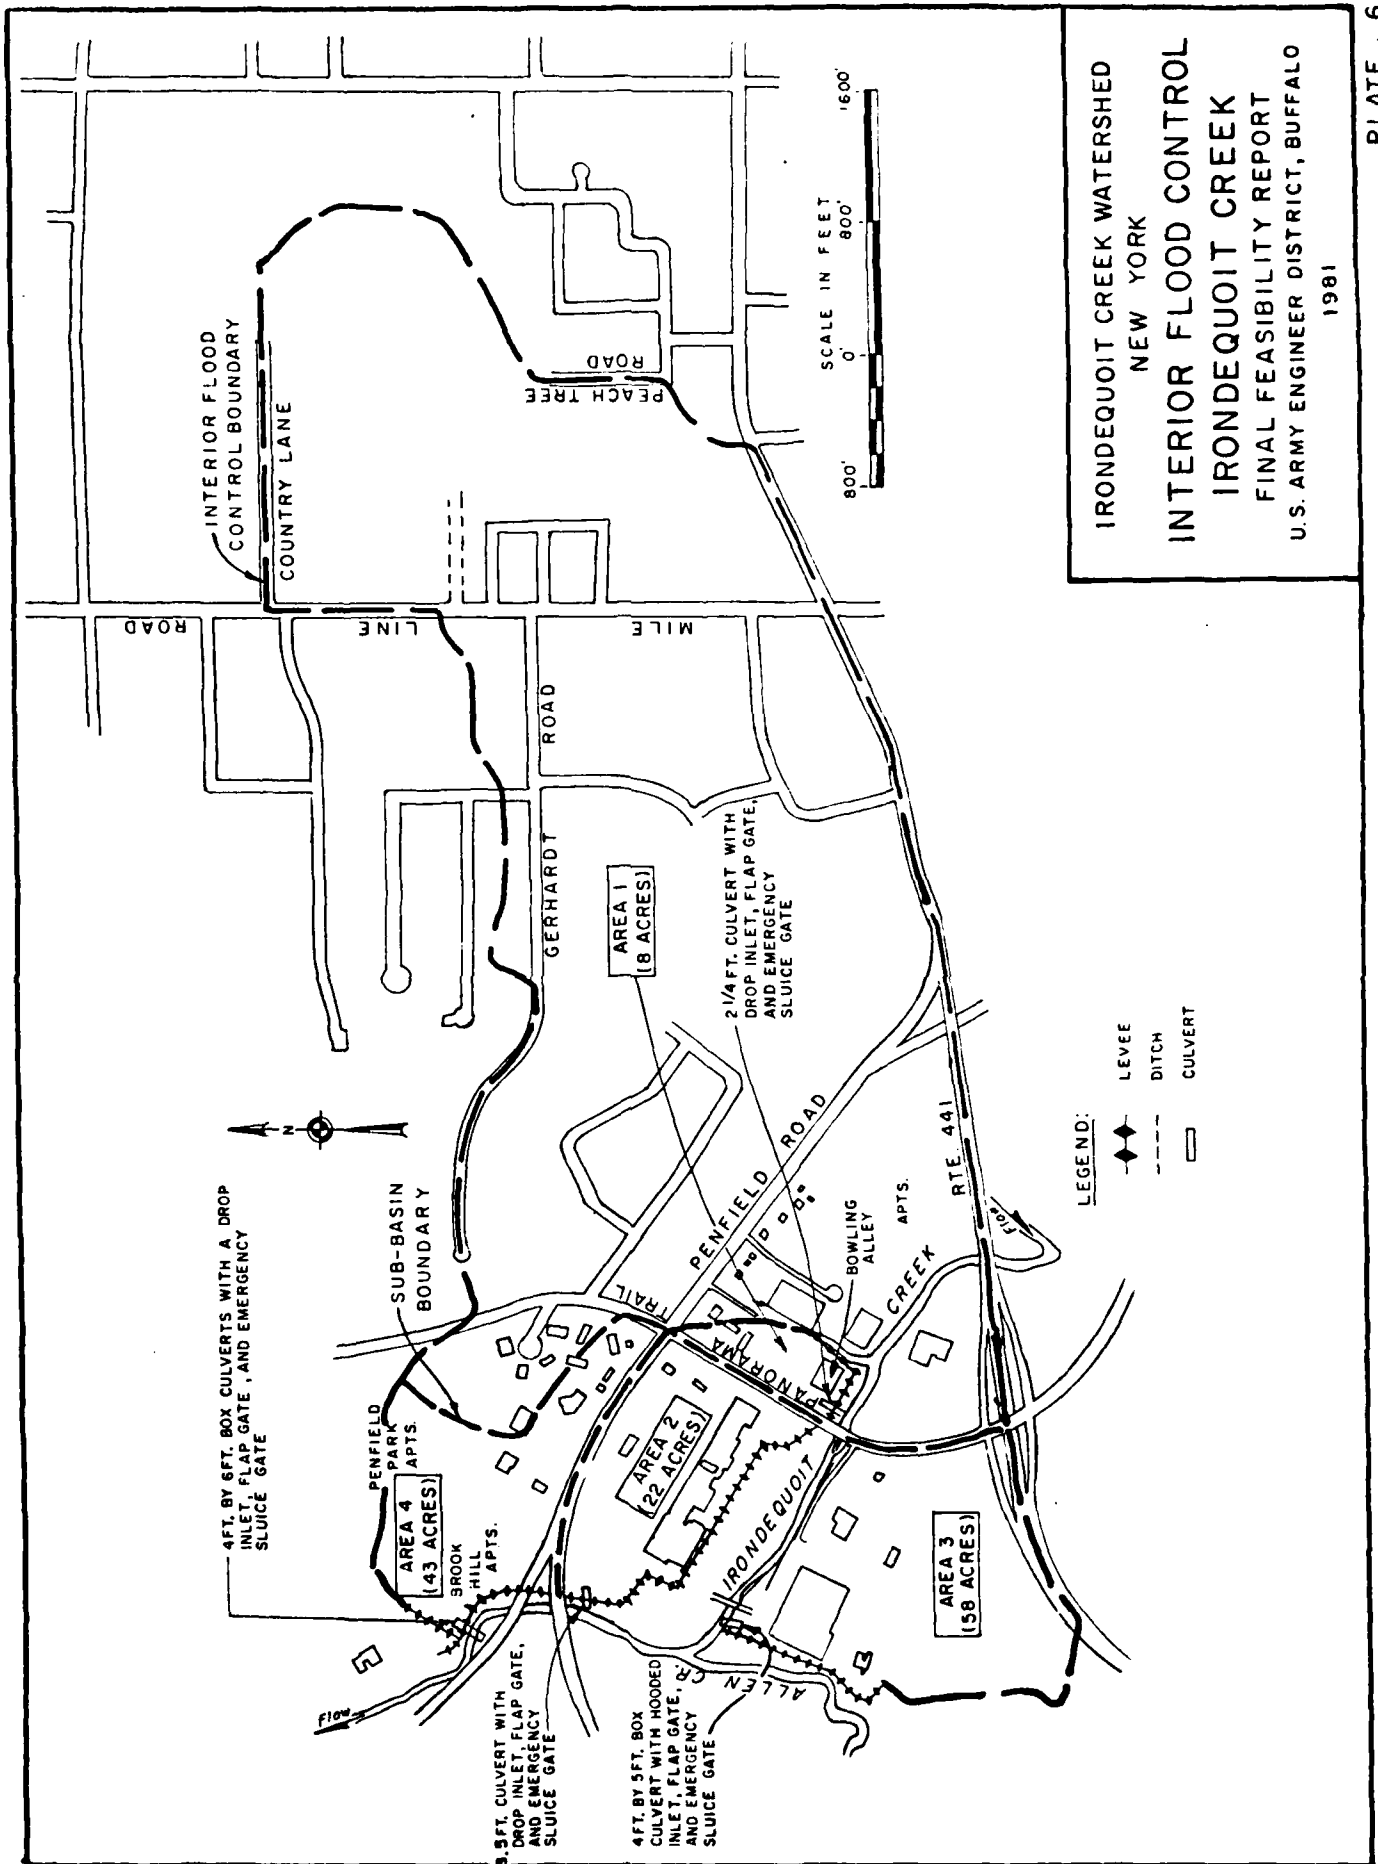 PLATE 6
IRONDEQUOIT CREEK WATERSHED
NEW YORK
INTERIOR FLOOD CONTROL
IRONDEQUOIT CREEK
FINAL FEASIBILITY REPORT
U.S. ARMY ENGINEER DISTRICT, BUFFALO
1981
SCALE IN FEET
800' 0' 800' 1600'
INTERIOR FLOOD
CONTROL BOUNDARY
COUNTRY LANE
PEACH TREE
ROAD
MILE LINE ROAD
GERHARDT ROAD
N
SUB-BASIN
BOUNDARY
4FT. BY 6FT. BOX CULVERTS WITH A DROP
INLET, FLAP GATE, AND EMERGENCY
SLUICE GATE
PENFIELD
PARK
APTS.
AREA 4
(43 ACRES)
BROOK
HILL
APTS.
Flow
AREA 1
(8 ACRES)
2 1/4 FT. CULVERT WITH
DROP INLET, FLAP GATE,
AND EMERGENCY
SLUICE GATE
PENFIELD ROAD
PANORAMA TRAIL
AREA 2
(22 ACRES)
BOWLING
ALLEY
APTS.
IRONDEQUOIT CREEK
RTE. 441
Flow
AREA 3
(58 ACRES)
ALLEN CR.
3.5 FT. CULVERT WITH
DROP INLET, FLAP GATE,
AND EMERGENCY
SLUICE GATE
4FT. BY 5FT. BOX
CULVERT WITH HOODED
INLET, FLAP GATE,
AND EMERGENCY
SLUICE GATE
LEGEND:
LEVEE
DITCH
CULVERT